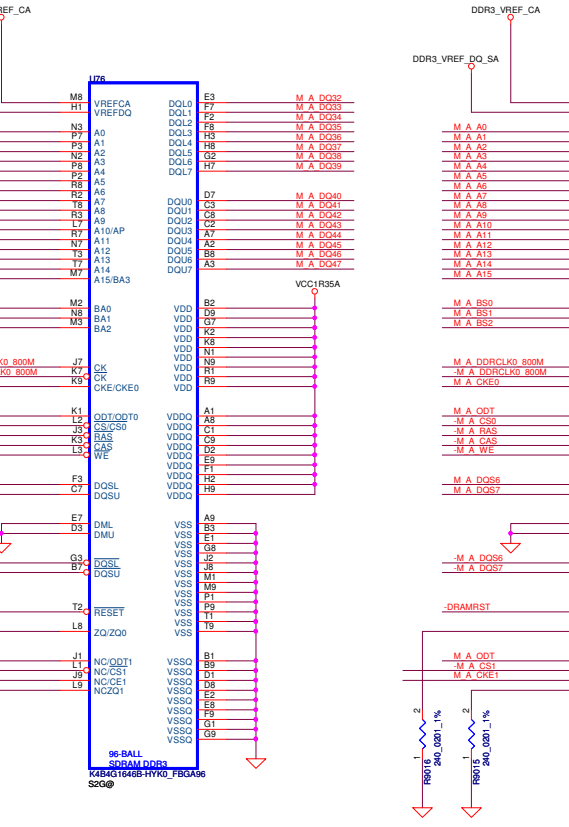 REF_CA
DDR3_VREF_CA
DDR3_VREF_DQ_SA
U76
M8 VREFCA DQL0 E3 M_A_DQ32
H1 VREFDQ DQL1 F7 M_A_DQ33
DQL2 F2 M_A_DQ34
N3 A0 DQL3 F8 M_A_DQ35 M_A_A0
P7 A1 DQL4 H3 M_A_DQ36 M_A_A1
P3 A2 DQL5 H8 M_A_DQ37 M_A_A2
N2 A3 DQL6 G2 M_A_DQ38 M_A_A3
P8 A4 DQL7 H7 M_A_DQ39 M_A_A4
P2 A5 M_A_A5
R8 A6 M_A_A6
R2 A7 DQU0 D7 M_A_DQ40 M_A_A7
T8 A8 DQU1 C3 M_A_DQ41 M_A_A8
R3 A9 DQU2 C8 M_A_DQ42 M_A_A9
L7 A10/AP DQU3 C2 M_A_DQ43 M_A_A10
R7 A11 DQU4 A7 M_A_DQ44 M_A_A11
N7 A12 DQU5 A2 M_A_DQ45 M_A_A12
T3 A13 DQU6 B8 M_A_DQ46 M_A_A13
T7 A14 DQU7 A3 M_A_DQ47 M_A_A14
M7 A15/BA3 M_A_A15
VCC1R35A
M2 BA0 VDD B2 M_A_BS0
N8 BA1 VDD D9 M_A_BS1
M3 BA2 VDD G7 M_A_BS2
VDD K2
VDD K8
VDD N1
K0_800M J7 CK VDD N9 M_A_DDRCLK0_800M
LK0_800M K7 CK VDD R1 -M_A_DDRCLK0_800M
K9 CKE/CKE0 VDD R9 M_A_CKE0
K1 ODT/ODT0 VDDQ A1 M_A_ODT
L2 CS/CS0 VDDQ A8 -M_A_CS0
J3 RAS VDDQ C1 -M_A_RAS
K3 CAS VDDQ C9 -M_A_CAS
L3 WE VDDQ D2 -M_A_WE
VDDQ E9
VDDQ F1
F3 DQSL VDDQ H2 M_A_DQS6
C7 DQSU VDDQ H9 M_A_DQS7
E7 DML VSS A9
D3 DMU VSS B3
VSS E1
VSS G8
G3 DQSL VSS J2 -M_A_DQS6
B7 DQSU VSS J8 -M_A_DQS7
VSS M1
VSS M9
VSS P1
T2 RESET VSS P9 -DRAMRST
VSS T1
L8 ZQ/ZQ0 VSS T9
J1 NC/ODT1 VSSQ B1 M_A_ODT
L1 NC/CS1 VSSQ B9 -M_A_CS1
J9 NC/CE1 VSSQ D1 M_A_CKE1
L9 NCZQ1 VSSQ D8
VSSQ E2
VSSQ E8
VSSQ F9
VSSQ G1
VSSQ G9
2 1 R9016 240_0201_1%
2 1 R9015 240_0201_1%
96-BALL
SDRAM DDR3
K4B4G1646B-HYK0_FBGA96
S2G@